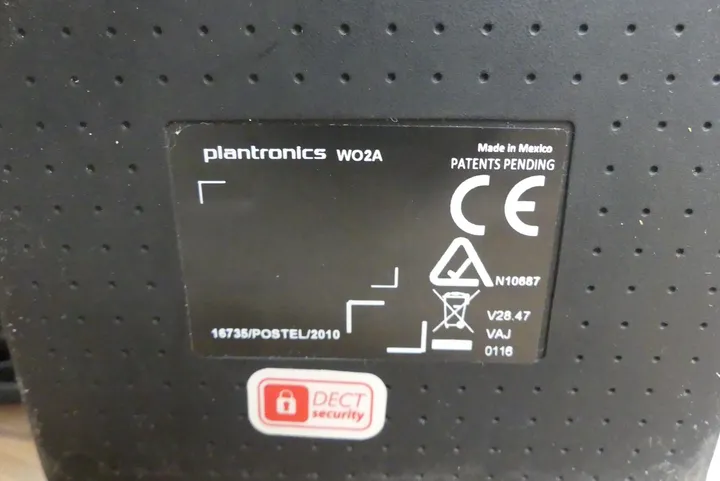 plantronics WO2A
Made in Mexico
PATENTS PENDING
CE
N10687
V28.47
VAJ
0116
16735/POSTEL/2010
DECT
security